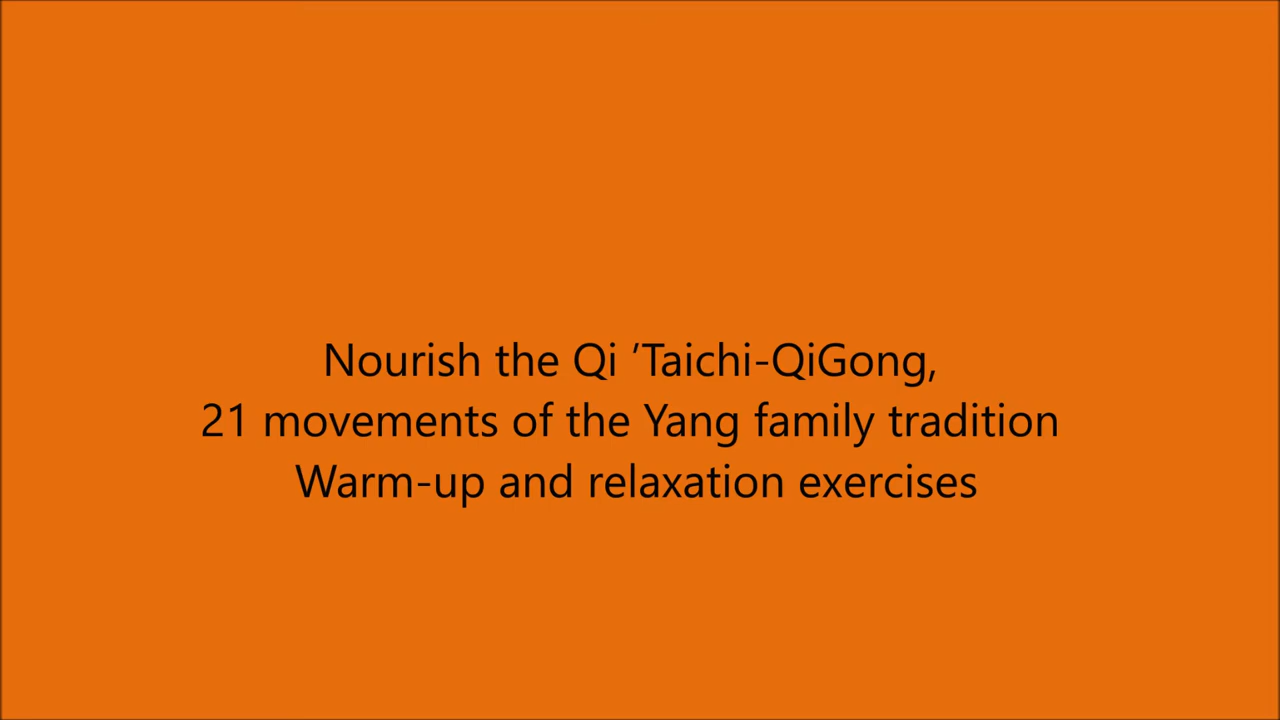 Nourish the Qi ’Taichi-QiGong,
21 movements of the Yang family tradition
Warm-up and relaxation exercises